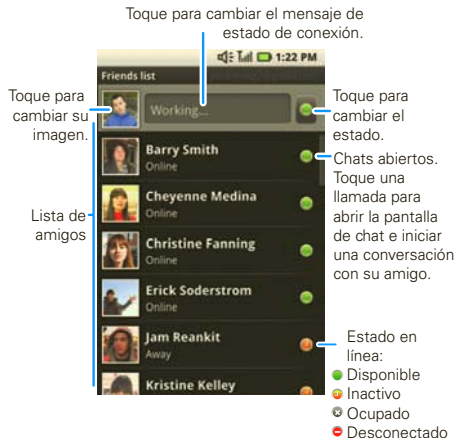 Toque para cambiar el mensaje de
estado de conexión.
1:22 PM
Friends list
Toque para
cambiar su
imagen.
Working...
Toque para
cambiar el
estado.
Barry Smith
Online
Chats abiertos.
Toque una
llamada para
abrir la pantalla
de chat e iniciar
una conversación
con su amigo.
Cheyenne Medina
Online
Lista de
amigos
Christine Fanning
Online
Erick Soderstrom
Online
Jam Reankit
Away
Kristine Kelley
Estado en
línea:
Disponible
Inactivo
Ocupado
Desconectado